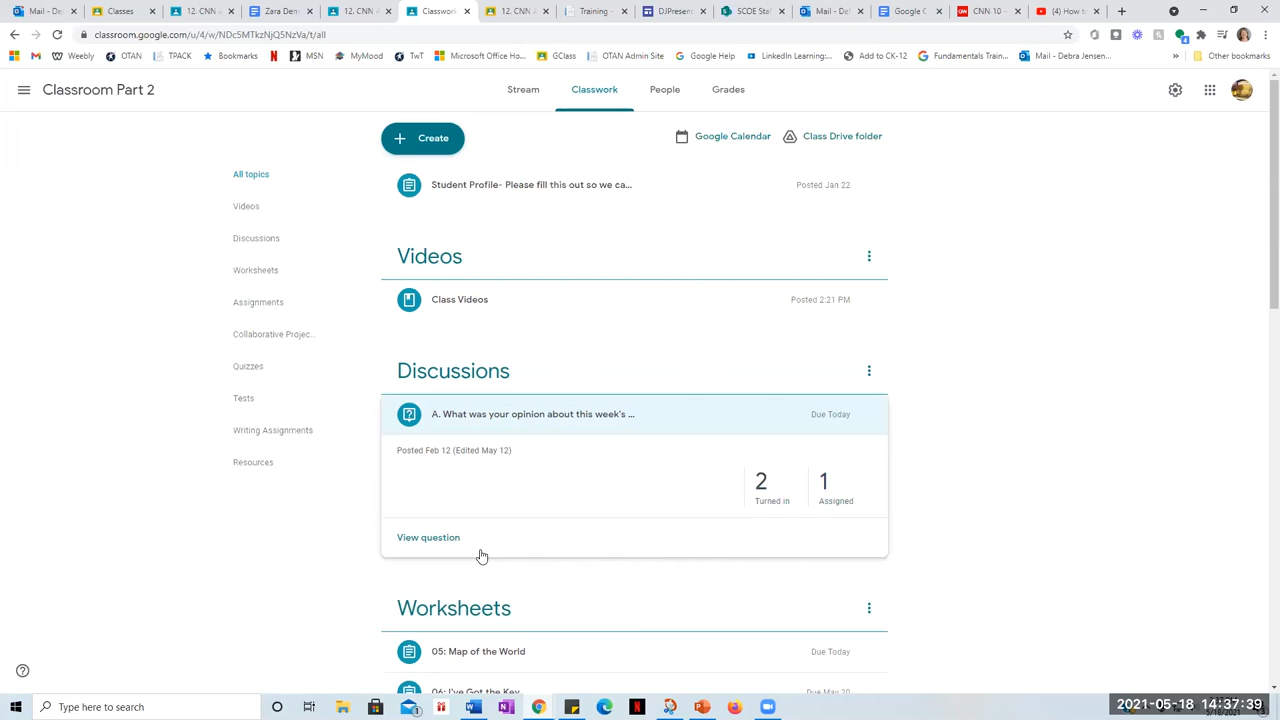 Zara - Den
Classes
12. CNN
Zara Dem
12. CNN A
Classwork
12. CNN A
Training -
DJPresen
SCOE Stat
Mail - Del
Google C
CNN 10 -
How to
classroom.google.com/u/4/w/NDc5MTkzNjQ5NzVa/t/all
Weebly
OTAN
TPACK
Bookmarks
MSN
MyMood
TwT
Microsoft Office Hom...
GClass
OTAN Admin Site
Google Help
LinkedIn Learning:...
Add to CK-12
Fundamentals Train...
Mail - Debra Jensen...
Other bookmarks
Classroom Part 2
Stream
Classwork
People
Grades
Create
Google Calendar
Class Drive folder
All topics
Videos
Discussions
Worksheets
Assignments
Collaborative Projec...
Quizzes
Tests
Writing Assignments
Resources
Student Profile- Please fill this out so we ca...
Posted Jan 22
Videos
Class Videos
Posted 2:21 PM
Discussions
A. What was your opinion about this week's ...
Due Today
Posted Feb 12 (Edited May 12)
2
Turned in
1
Assigned
View question
Worksheets
05: Map of the World
Due Today
06: I've Got the Key
Due May 20
Type here to search
2021-05-18 14:37:39